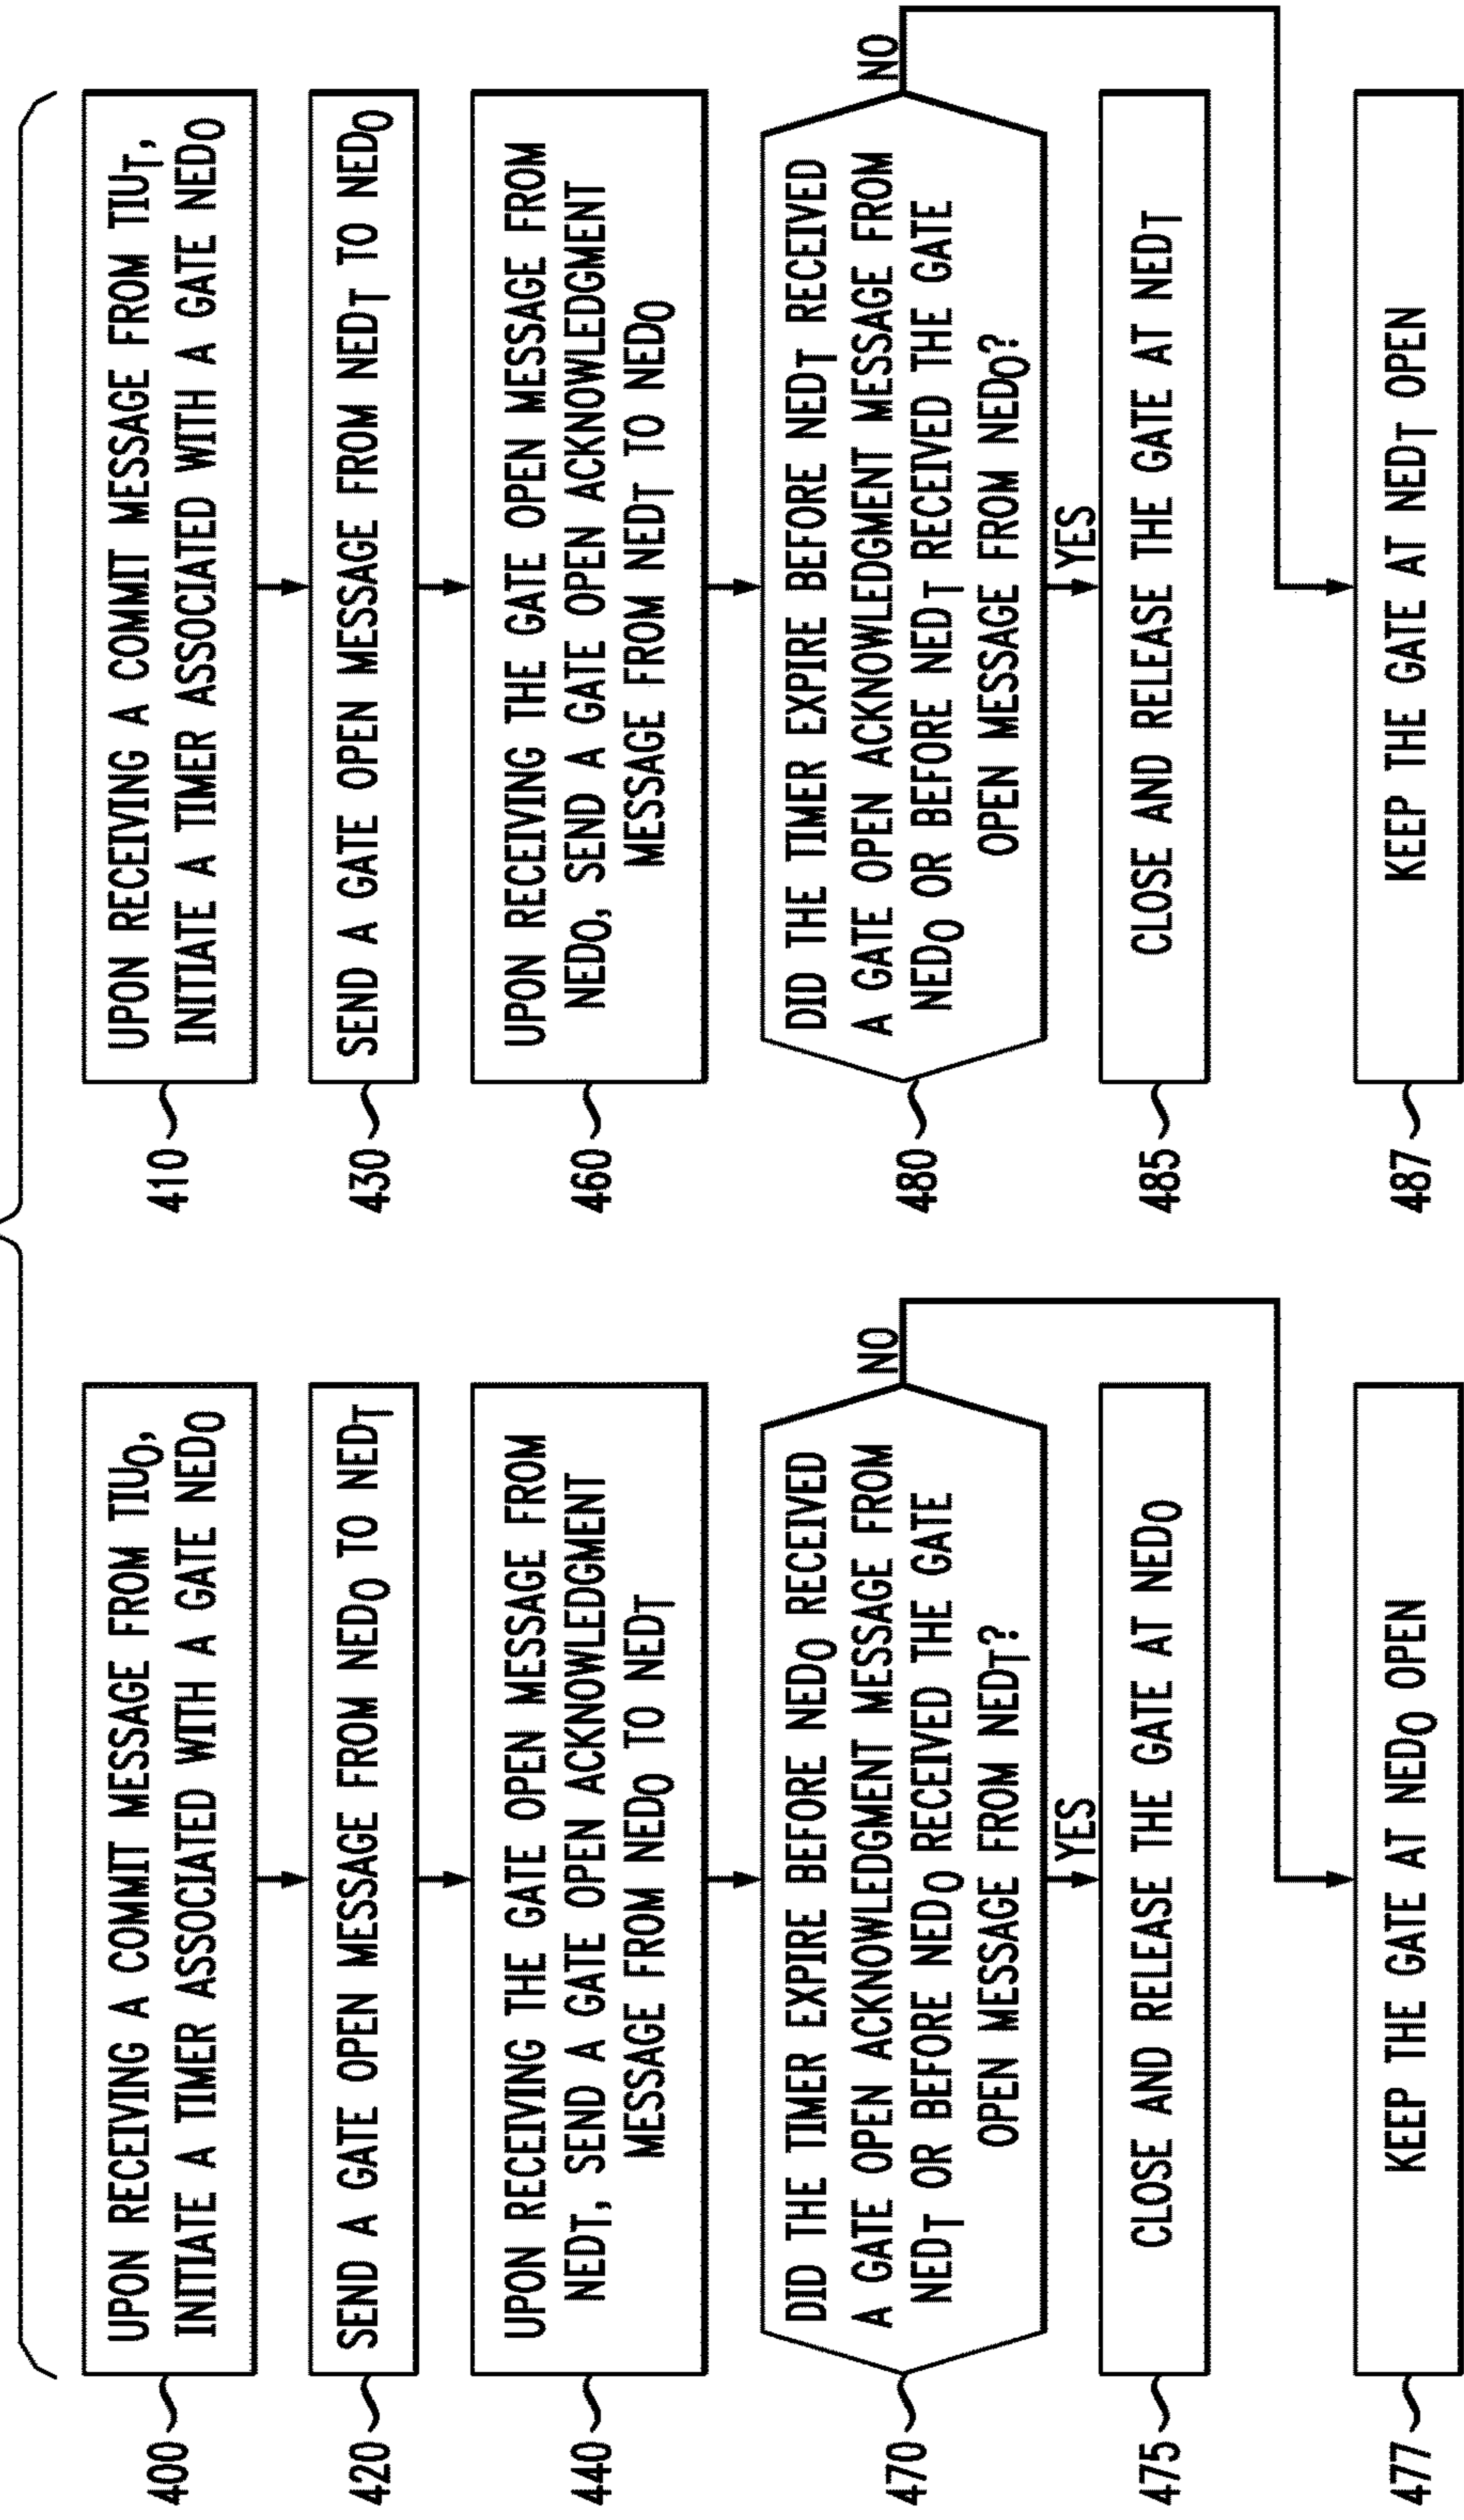 400
UPON RECEIVING A COMMIT MESSAGE FROM TIUO,
INITIATE A TIMER ASSOCIATED WITH A GATE NEDO
420
SEND A GATE OPEN MESSAGE FROM NEDO TO NEDT
440
UPON RECEIVING THE GATE OPEN MESSAGE FROM
NEDT, SEND A GATE OPEN ACKNOWLEDGMENT
MESSAGE FROM NEDO TO NEDT
470
DID THE TIMER EXPIRE BEFORE NEDO RECEIVED
A GATE OPEN ACKNOWLEDGMENT MESSAGE FROM
NEDT OR BEFORE NEDO RECEIVED THE GATE
OPEN MESSAGE FROM NEDT?
NO
YES
475
CLOSE AND RELEASE THE GATE AT NEDO
477
KEEP THE GATE AT NEDO OPEN
410
UPON RECEIVING A COMMIT MESSAGE FROM TIUT,
INITIATE A TIMER ASSOCIATED WITH A GATE NEDO
430
SEND A GATE OPEN MESSAGE FROM NEDT TO NEDO
460
UPON RECEIVING THE GATE OPEN MESSAGE FROM
NEDO, SEND A GATE OPEN ACKNOWLEDGMENT
MESSAGE FROM NEDT TO NEDO
480
DID THE TIMER EXPIRE BEFORE NEDT RECEIVED
A GATE OPEN ACKNOWLEDGMENT MESSAGE FROM
NEDO OR BEFORE NEDT RECEIVED THE GATE
OPEN MESSAGE FROM NEDO?
NO
YES
485
CLOSE AND RELEASE THE GATE AT NEDT
487
KEEP THE GATE AT NEDT OPEN